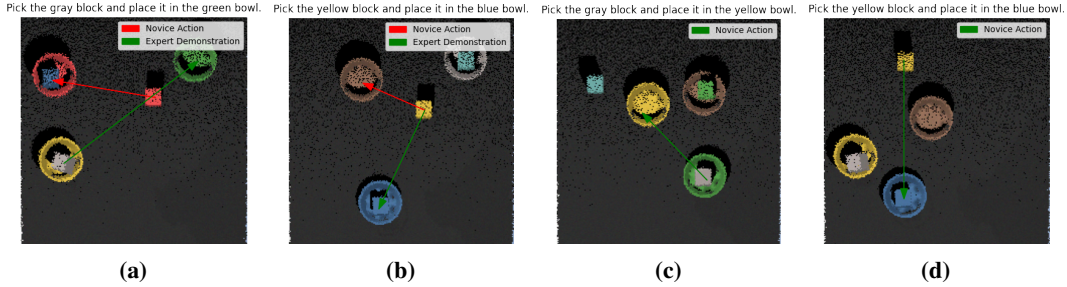 Pick the gray block and place it in the green bowl.
Novice Action
Expert Demonstration
(a)
Pick the yellow block and place it in the blue bowl.
Novice Action
Expert Demonstration
(b)
Pick the gray block and place it in the yellow bowl.
Novice Action
(c)
Pick the yellow block and place it in the blue bowl.
Novice Action
(d)